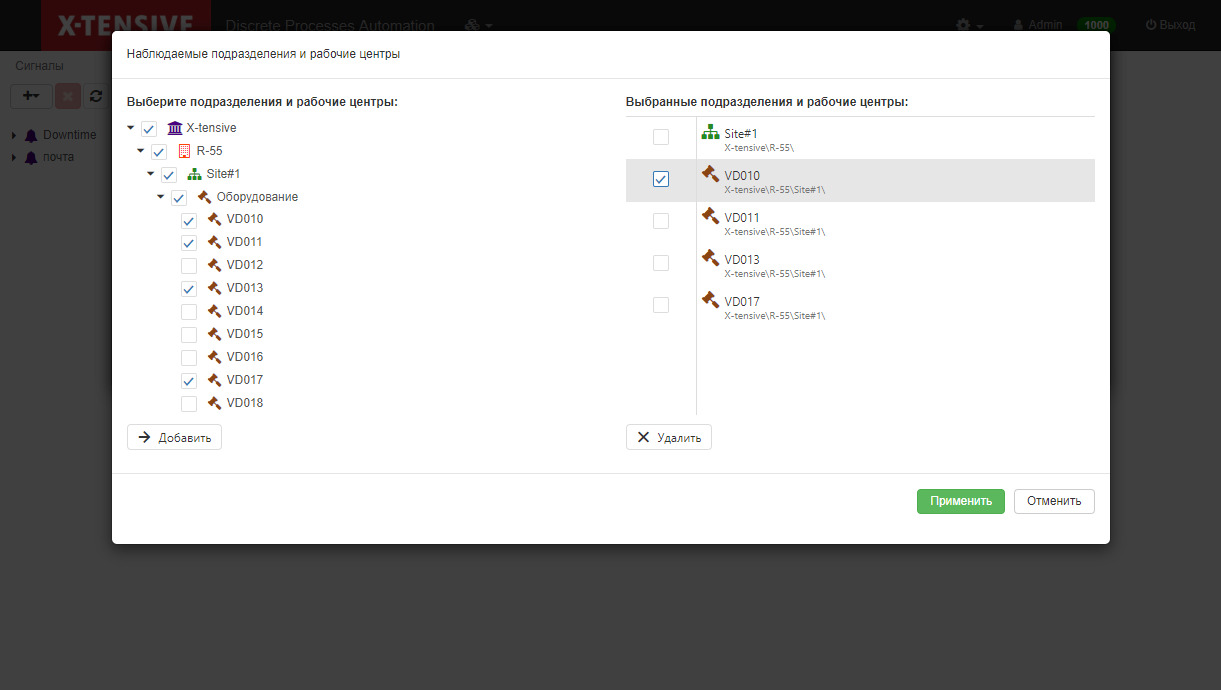 X-TENSIVE
Discrete Processes Automation
Admin
1000
Выход
Сигналы
Downtime
почта
Наблюдаемые подразделения и рабочие центры
Выберите подразделения и рабочие центры:
X-tensive
R-55
Site#1
Оборудование
VD010
VD011
VD012
VD013
VD014
VD015
VD016
VD017
VD018
Добавить
Выбранные подразделения и рабочие центры:
Site#1
X-tensive\R-55\
VD010
X-tensive\R-55\Site#1\
VD011
X-tensive\R-55\Site#1\
VD013
X-tensive\R-55\Site#1\
VD017
X-tensive\R-55\Site#1\
Удалить
Применить
Отменить